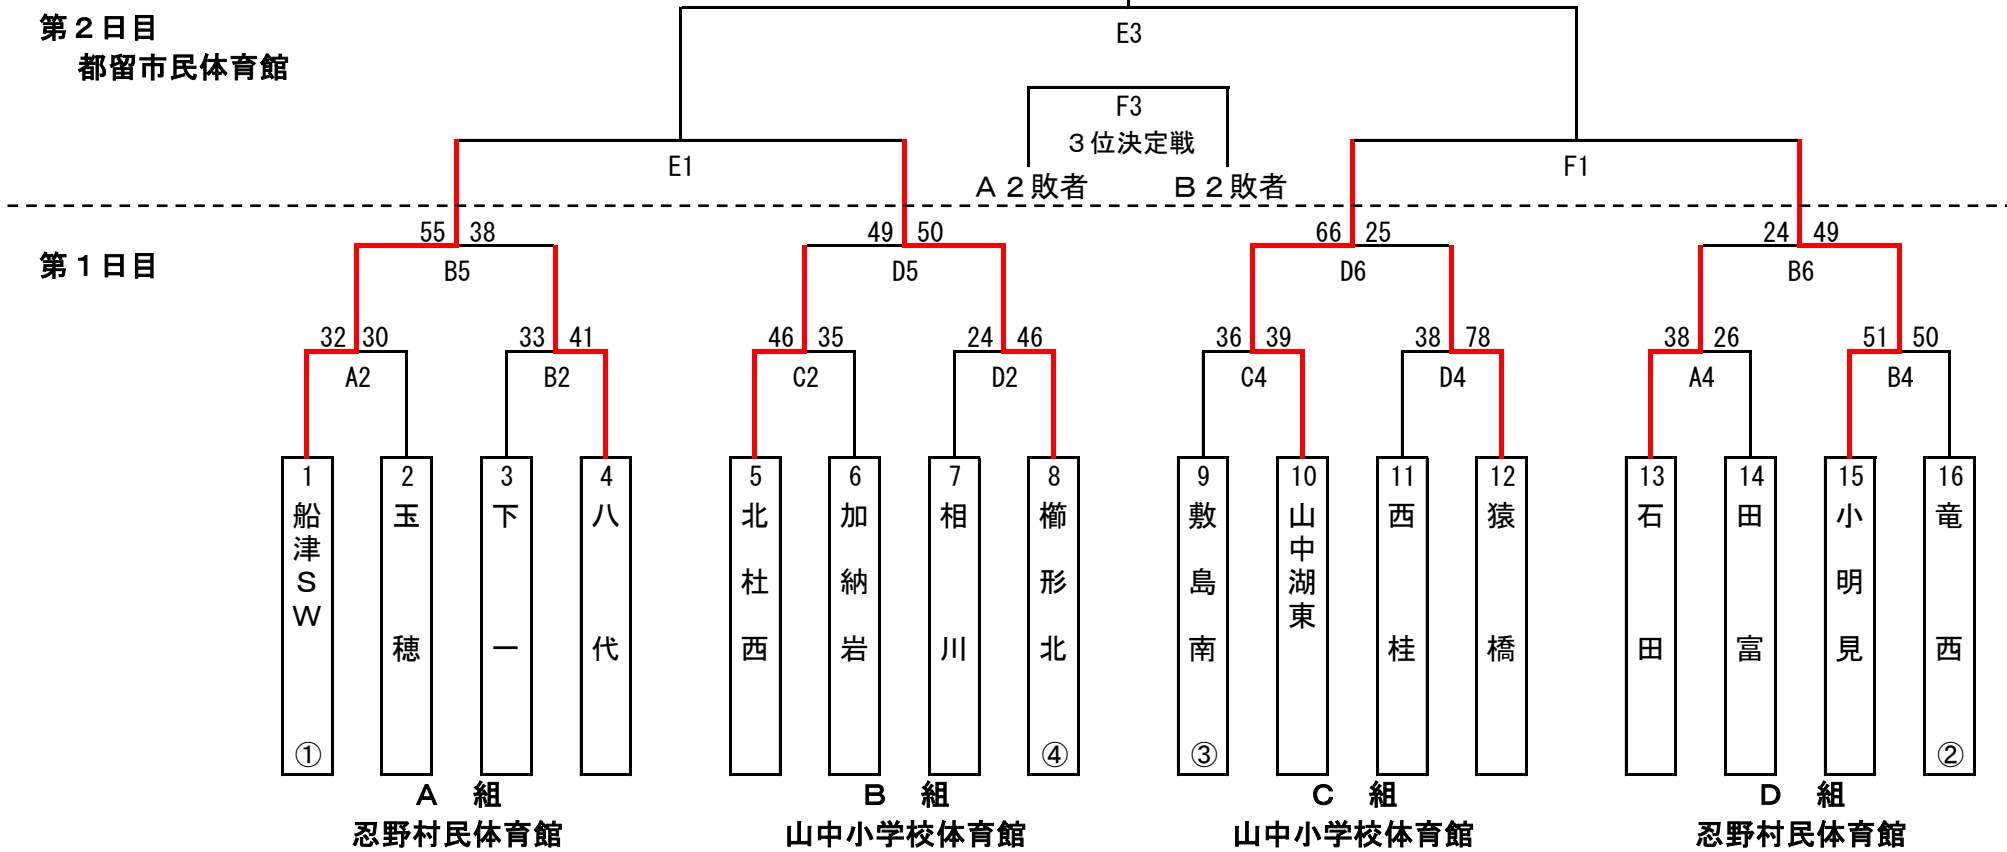 第２日目
都留市民体育館
E3
F3
３位決定戦
E1
F1
Ａ２敗者 Ｂ２敗者
第１日目
55 38 49 50 66 25 24 49
B5 D5 D6 B6
32 30 33 41 46 35 24 46 36 39 38 78 38 26 51 50
A2 B2 C2 D2 C4 D4 A4 B4
1 船津ＳＷ ①
2 玉穂
3 下一
4 八代
5 北杜西
6 加納岩
7 相川
8 櫛形北 ④
9 敷島南 ③
10 山中湖東
11 西桂
12 猿橋
13 石田
14 田富
15 小明見
16 竜西 ②
Ａ 組 Ｂ 組 Ｃ 組 Ｄ 組
忍野村民体育館 山中小学校体育館 山中小学校体育館 忍野村民体育館